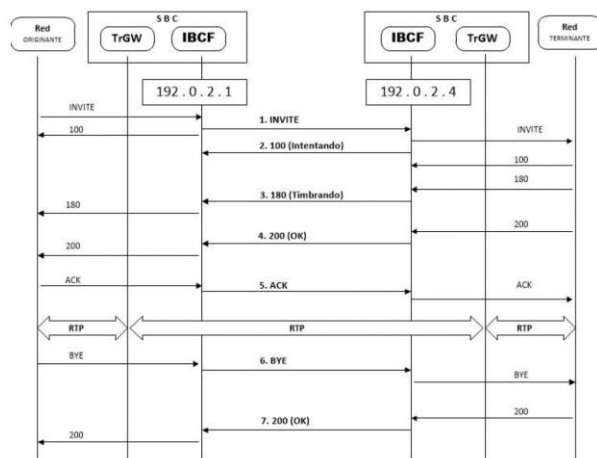 SBC
SBC
Red
ORIGINANTE
TrGW
IBCF
IBCF
TrGW
Red
TERMINANTE
192.0.2.1
192.0.2.4
INVITE
1. INVITE
INVITE
100
2. 100 (Intentando)
100
180
3. 180 (Timbrando)
180
200
4. 200 (OK)
200
ACK
5. ACK
ACK
RTP
RTP
RTP
BYE
6. BYE
BYE
200
7. 200 (OK)
200